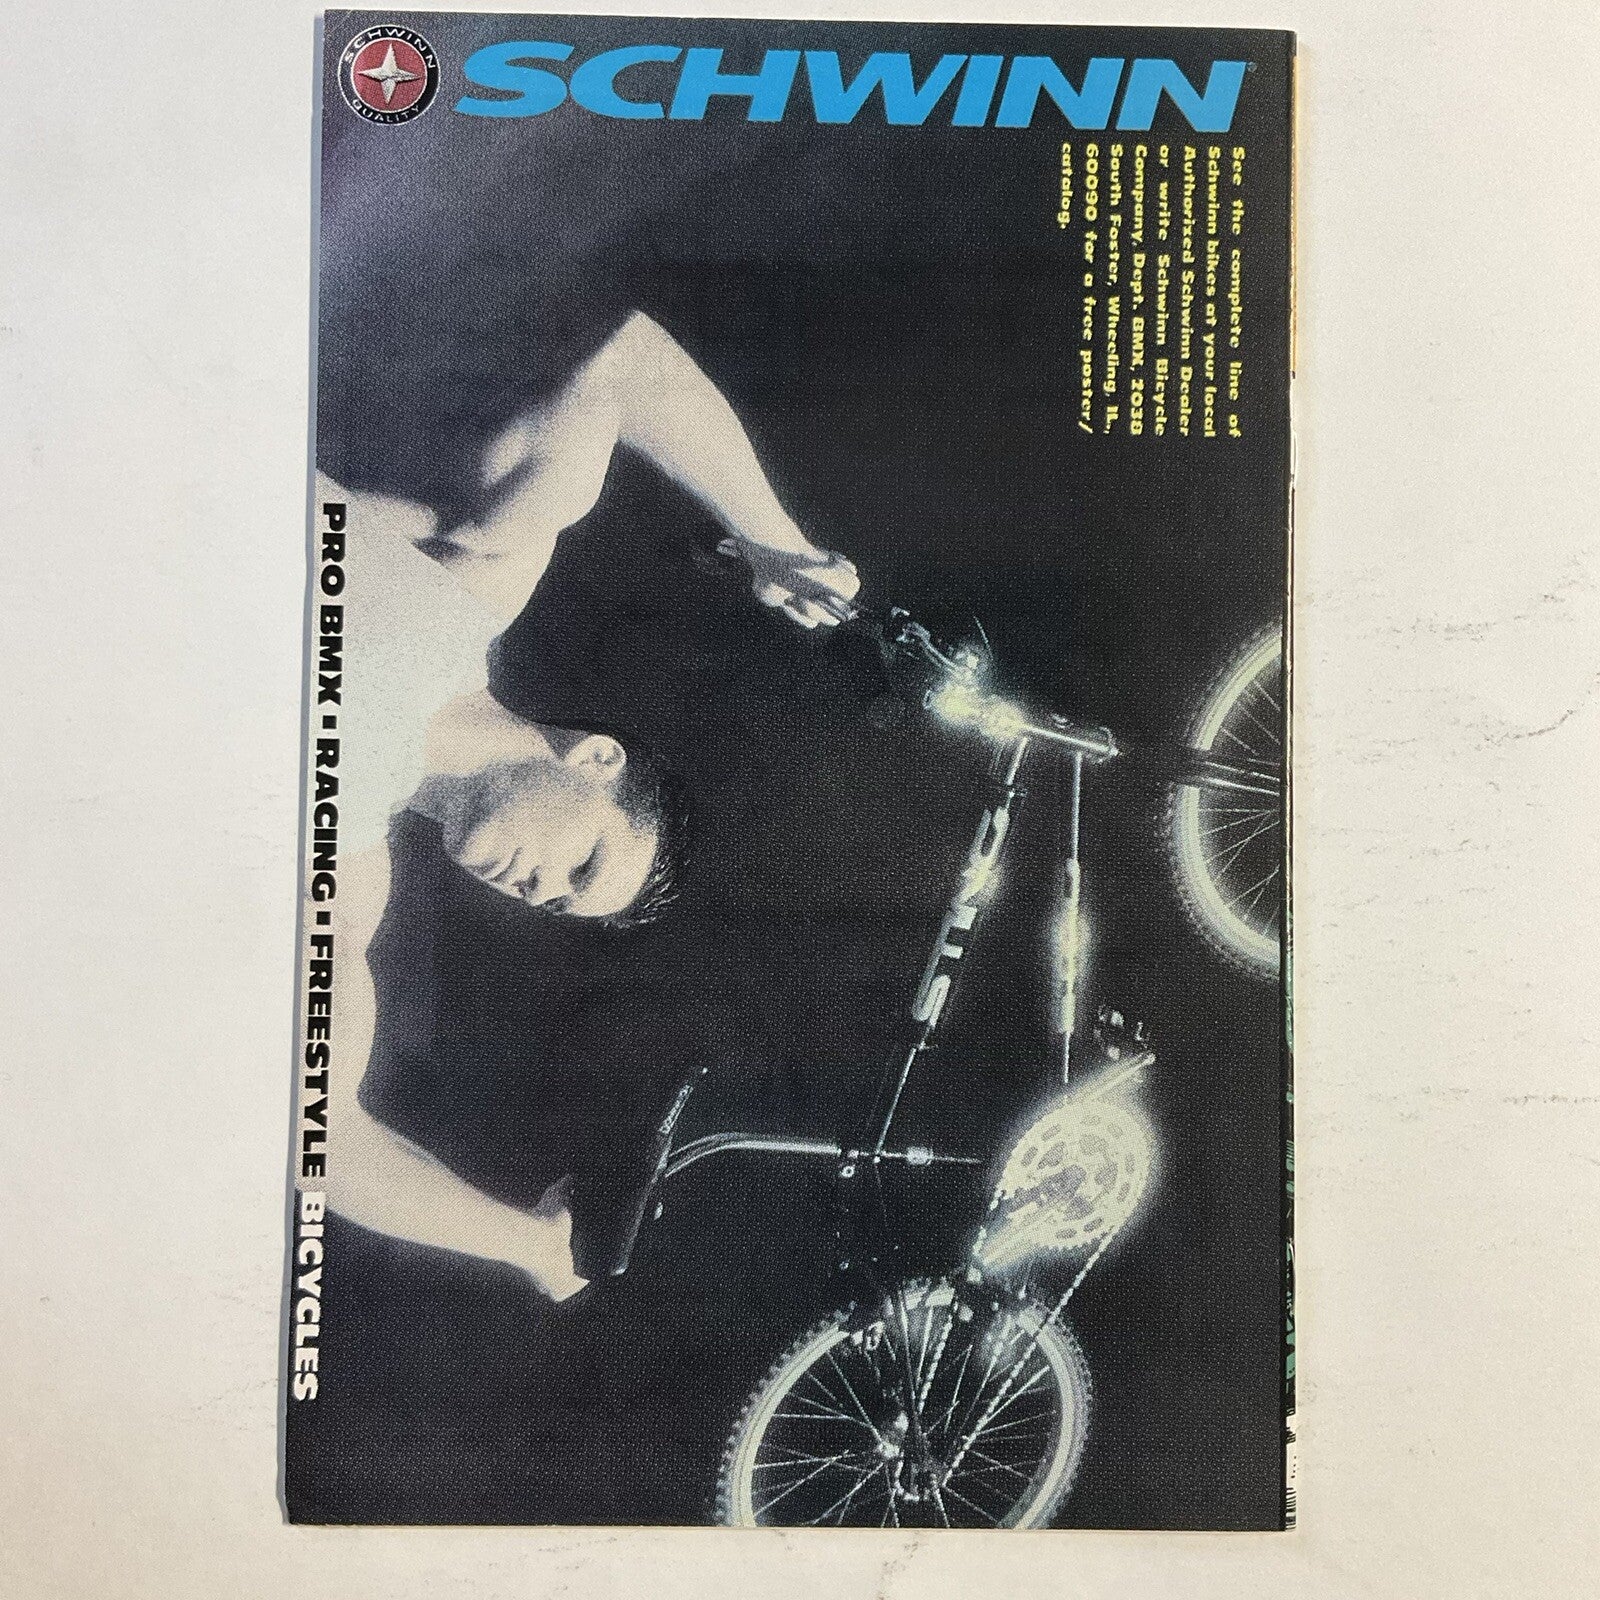 SCHWINN
QUALITY
SCHWINN
See the complete line of
Schwinn bikes at your local
Authorized Schwinn Dealer
or write Schwinn Bicycle
Company, Dept. BMX, 2038
South Foster, Wheeling, IL,
60090 for a free poster/
catalog.
PRO BMX ▪ RACING ▪ FREESTYLE BICYCLES